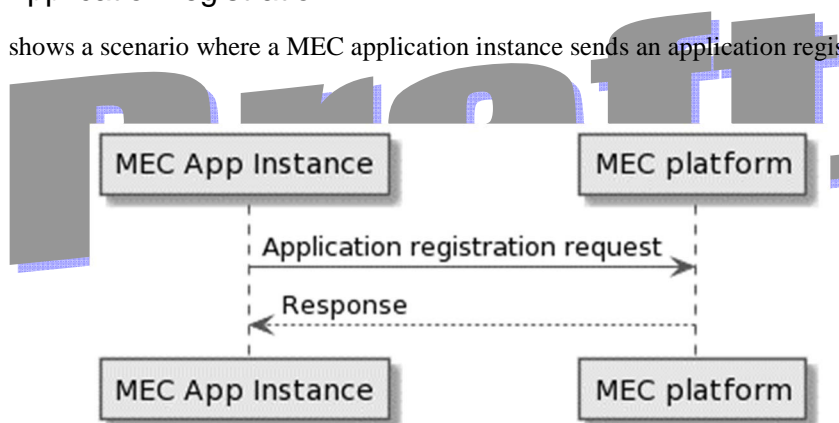 shows a scenario where a MEC application instance sends an application regis
MEC App Instance
MEC platform
Application registration request
Response
MEC App Instance
MEC platform